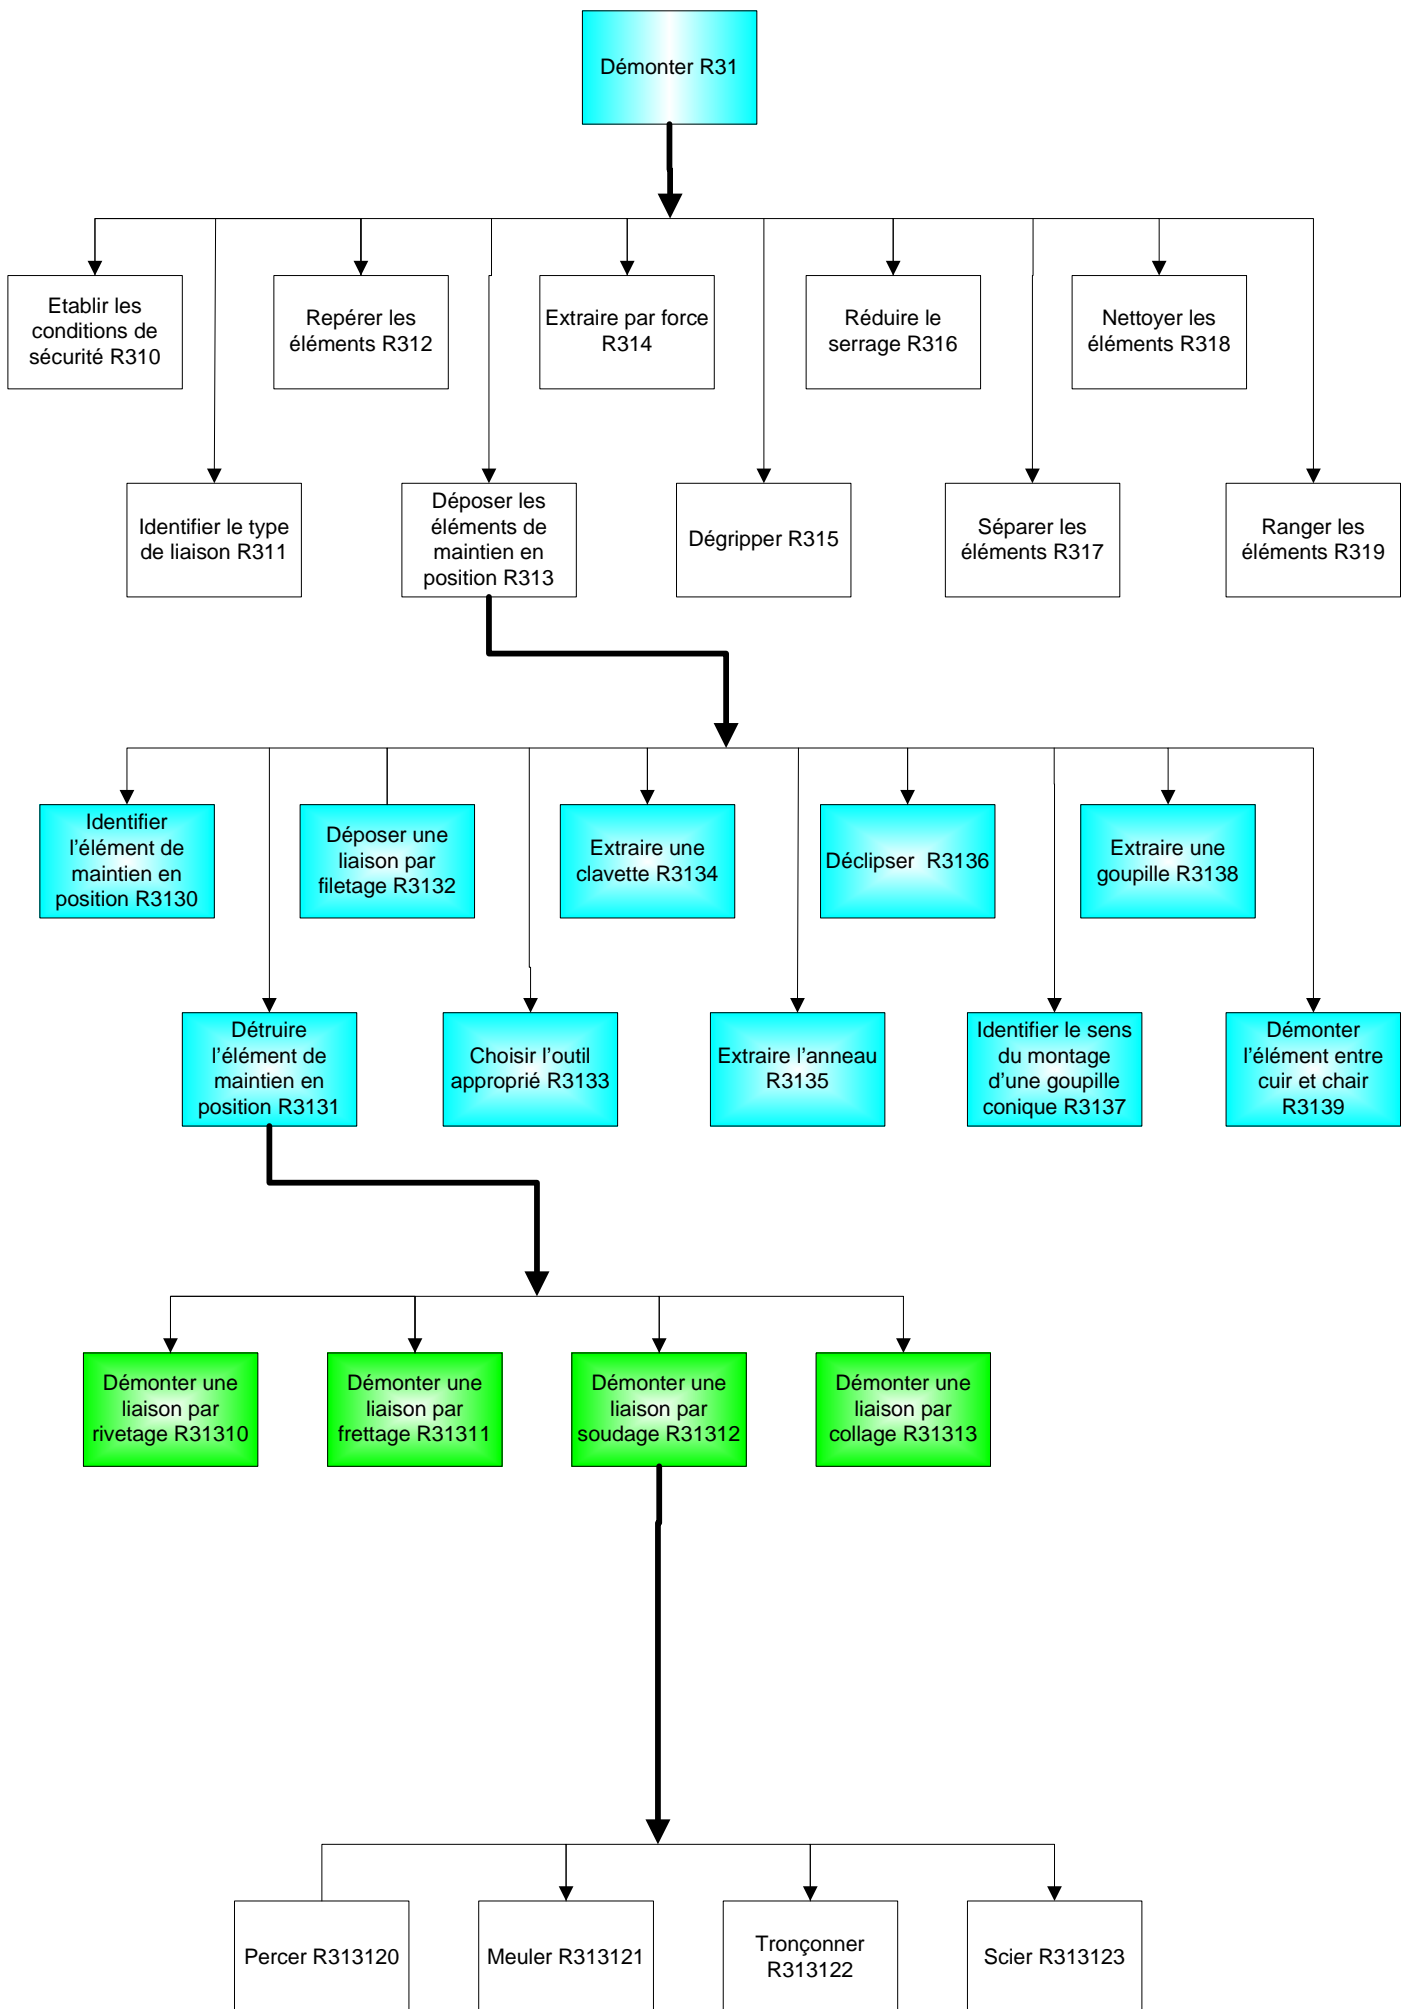 Démonter R31
Etablir les
conditions de
sécurité R310
Repérer les
éléments R312
Extraire par force
R314
Réduire le
serrage R316
Nettoyer les
éléments R318
Identifier le type
de liaison R311
Déposer les
éléments de
maintien en
position R313
Dégripper R315
Séparer les
éléments R317
Ranger les
éléments R319
Identifier
l’élément de
maintien en
position R3130
Déposer une
liaison par
filetage R3132
Extraire une
clavette R3134
Déclipser  R3136
Extraire une
goupille R3138
Détruire
l’élément de
maintien en
position R3131
Choisir l’outil
approprié R3133
Extraire l’anneau
R3135
Identifier le sens
du montage
d’une goupille
conique R3137
Démonter
l’élément entre
cuir et chair
R3139
Démonter une
liaison par
rivetage R31310
Démonter une
liaison par
frettage R31311
Démonter une
liaison par
soudage R31312
Démonter une
liaison par
collage R31313
Percer R313120
Meuler R313121
Tronçonner
R313122
Scier R313123